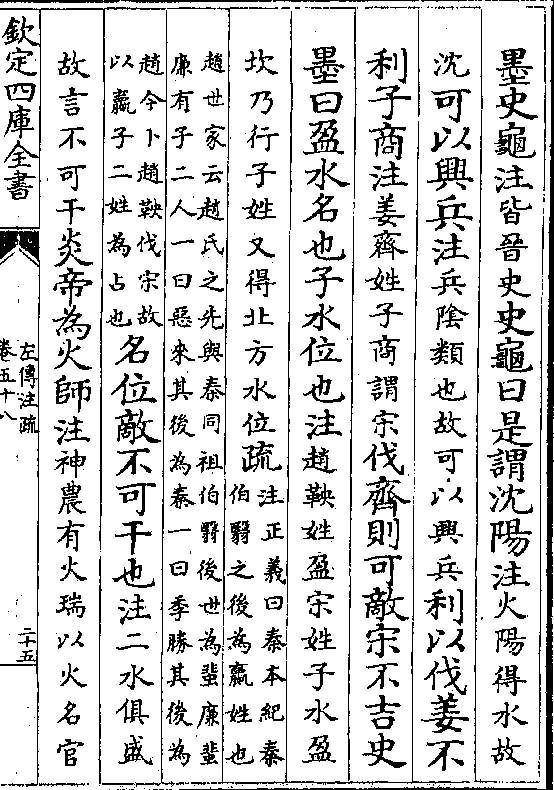 墨史龜注皆晉史史龜曰是謂沈陽注火陽得水故
沈可以興兵注兵陰類也故可以興兵利以伐姜不
利子商注姜齊姓子商謂宋伐齊則可敵宋不吉史
墨曰盈水名也子水位也注趙鞅姓盈宋姓子水盈
坎乃行子姓又得北方水位疏注正義曰秦本紀秦
伯翳之後為嬴姓也
趙世家云趙氏之先與秦同祖伯翳後世為蜚廉蜚
廉有子二人一曰惡來其後為秦一曰季勝其後為
趙今卜趙鞅伐宋故
以嬴子二姓為占也
名位敵不可干也注二水俱盛
故言不可干炎帝為火師注神農有火瑞以火名官
欽定四庫全書
左傳注疏
卷五十八
二十五